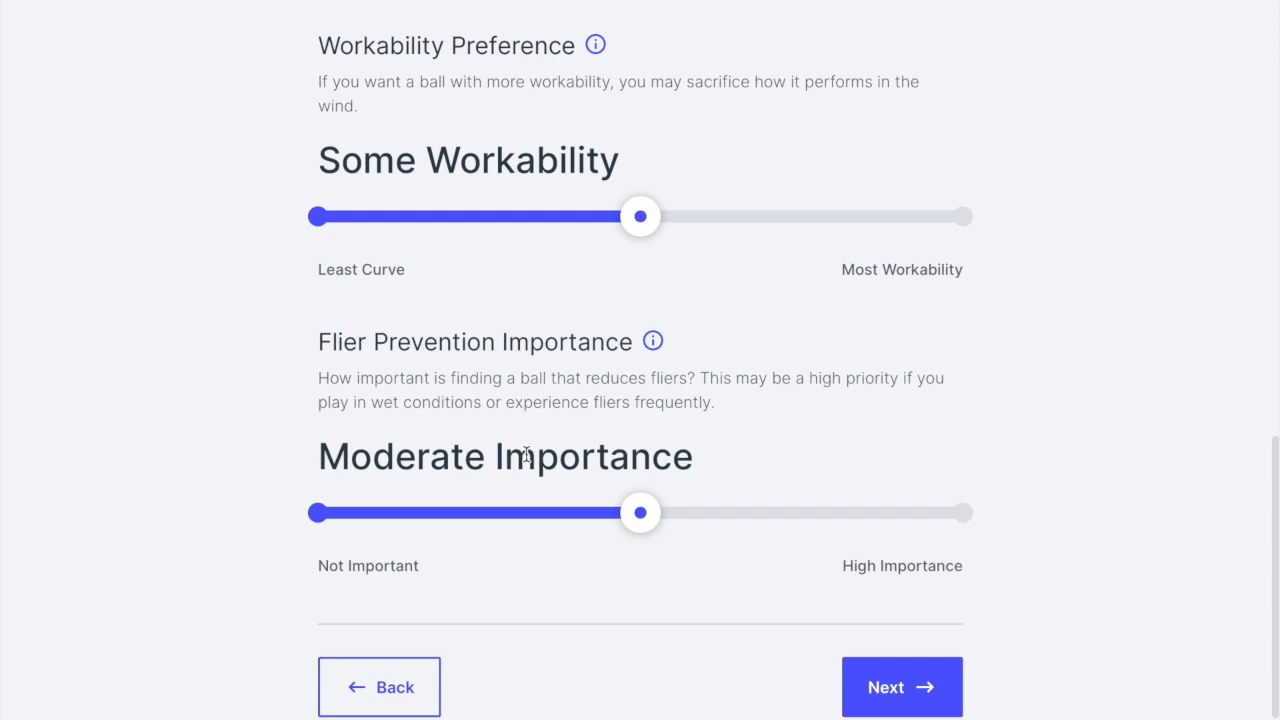 Workability Preference
If you want a ball with more workability, you may sacrifice how it performs in the
wind.
Some Workability
Least Curve
Most Workability
Flier Prevention Importance
How important is finding a ball that reduces fliers? This may be a high priority if you
play in wet conditions or experience fliers frequently.
Moderate Importance
Not Important
High Importance
Back
Next